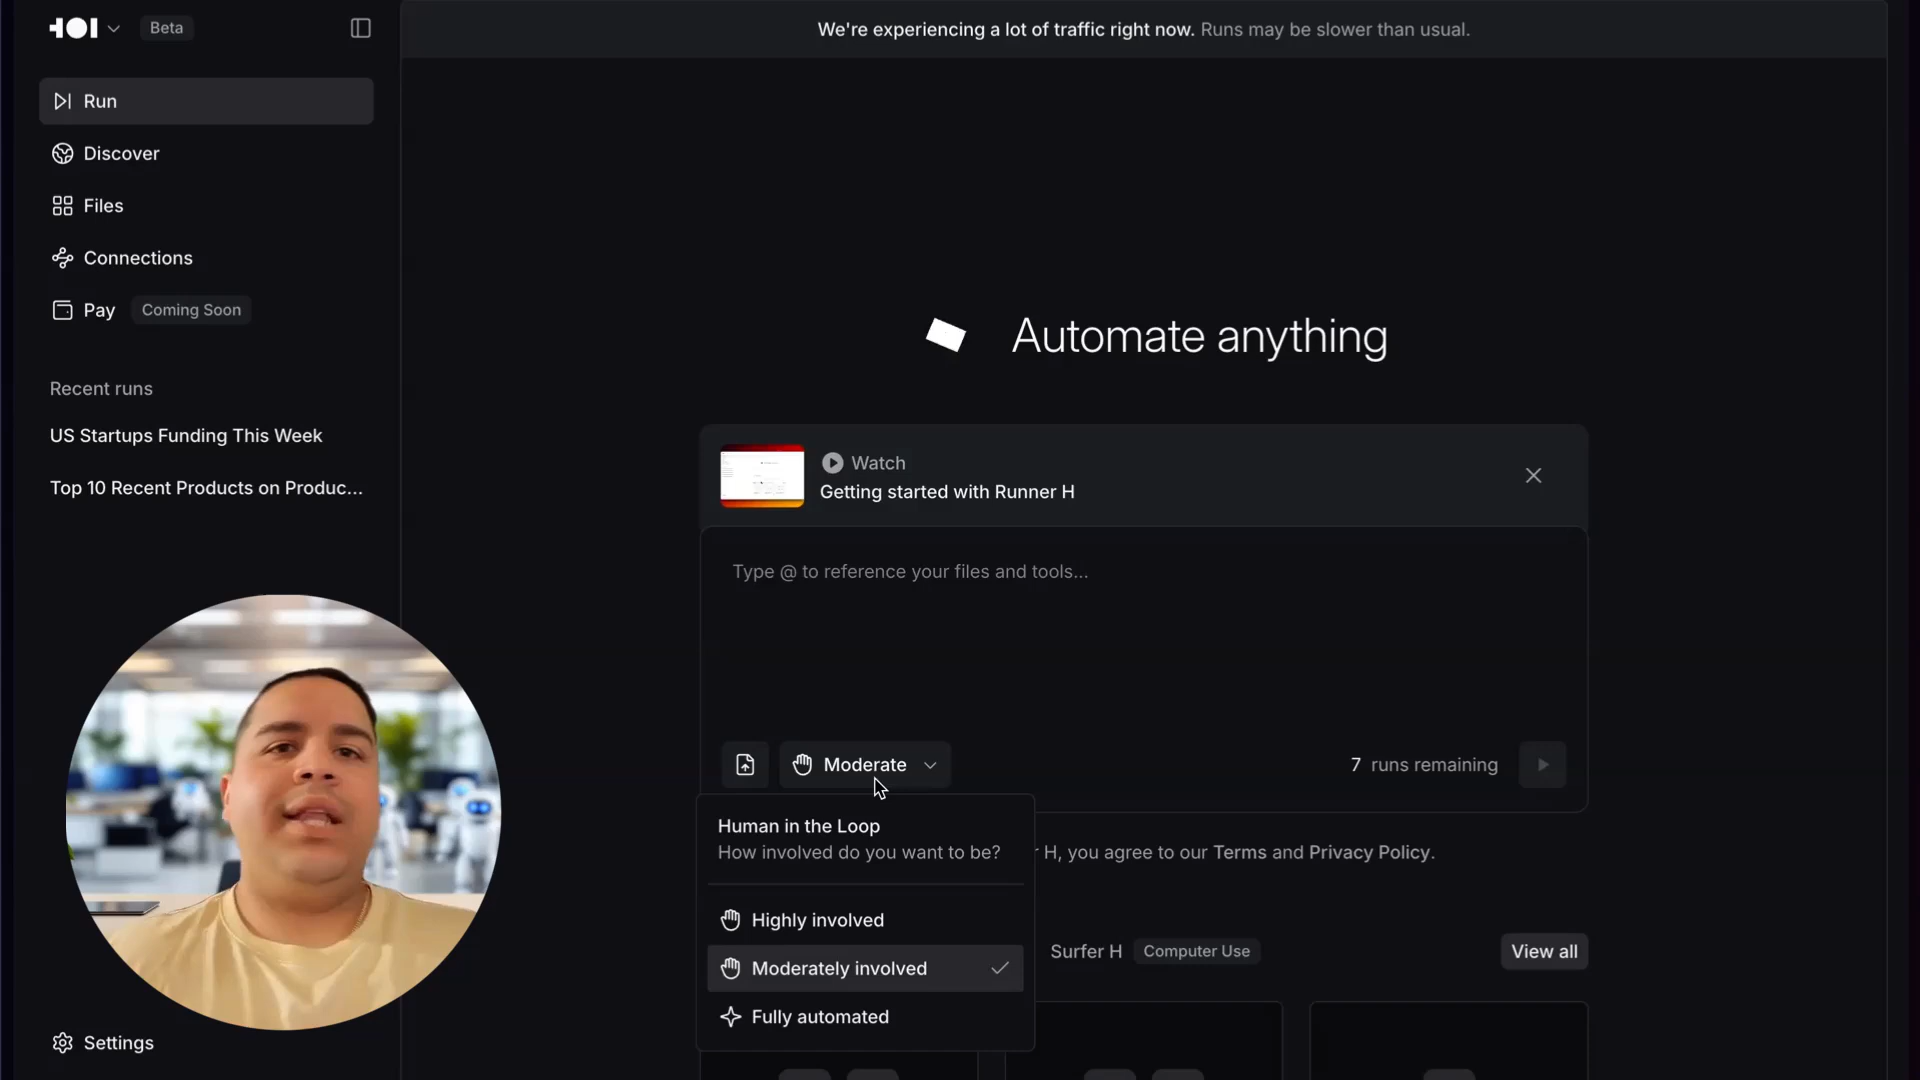 Beta
We're experiencing a lot of traffic right now. Runs may be slower than usual.
Run
Discover
Files
Connections
Pay
Coming Soon
Recent runs
US Startups Funding This Week
Top 10 Recent Products on Produc...
Settings
Automate anything
Watch
Getting started with Runner H
Type @ to reference your files and tools...
Moderate
7 runs remaining
Human in the Loop
How involved do you want to be?
Highly involved
Moderately involved
Fully automated
H, you agree to our Terms and Privacy Policy.
Surfer H
Computer Use
View all